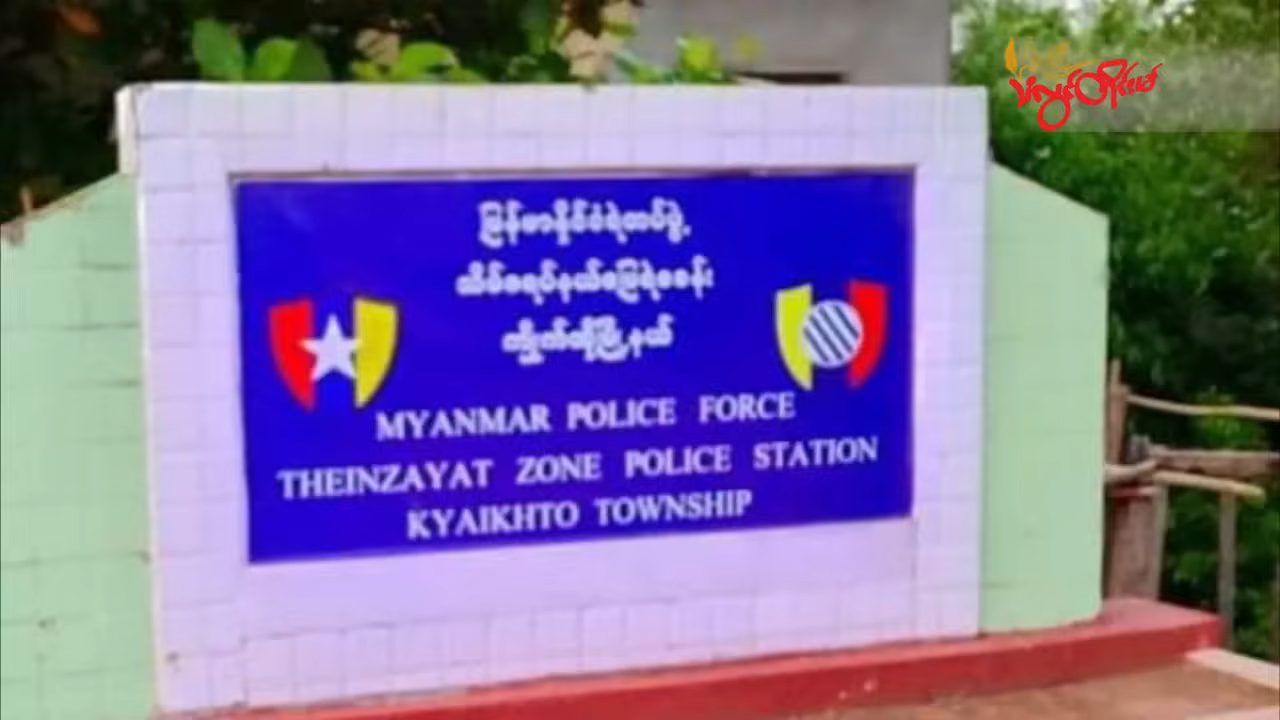 မြန်မာနိုင်ငံရဲတပ်ဖွဲ့
သိမ်ဇရပ်နယ်မြေရဲစခန်း
ကျိုက်ထိုမြို့နယ်
MYANMAR POLICE FORCE
THEINZAYAT ZONE POLICE STATION
KYAIKHTO TOWNSHIP